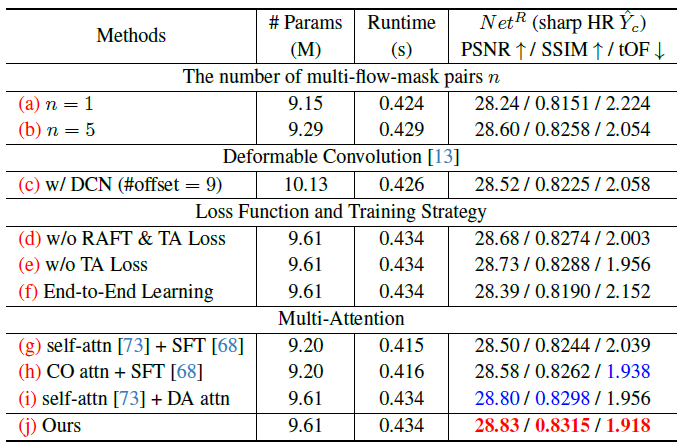 Methods # Params (M) Runtime (s) Net^R (sharp HR Ŷ_c) PSNR ↑ / SSIM ↑ / tOF ↓
The number of multi-flow-mask pairs n
(a) n = 1 9.15 0.424 28.24 / 0.8151 / 2.224
(b) n = 5 9.29 0.429 28.60 / 0.8258 / 2.054
Deformable Convolution [13]
(c) w/ DCN (#offset = 9) 10.13 0.426 28.52 / 0.8225 / 2.058
Loss Function and Training Strategy
(d) w/o RAFT & TA Loss 9.61 0.434 28.68 / 0.8274 / 2.003
(e) w/o TA Loss 9.61 0.434 28.73 / 0.8288 / 1.956
(f) End-to-End Learning 9.61 0.434 28.39 / 0.8190 / 2.152
Multi-Attention
(g) self-attn [73] + SFT [68] 9.20 0.415 28.50 / 0.8244 / 2.039
(h) CO attn + SFT [68] 9.20 0.416 28.58 / 0.8262 / 1.938
(i) self-attn [73] + DA attn 9.61 0.434 28.80 / 0.8298 / 1.956
(j) Ours 9.61 0.434 28.83 / 0.8315 / 1.918